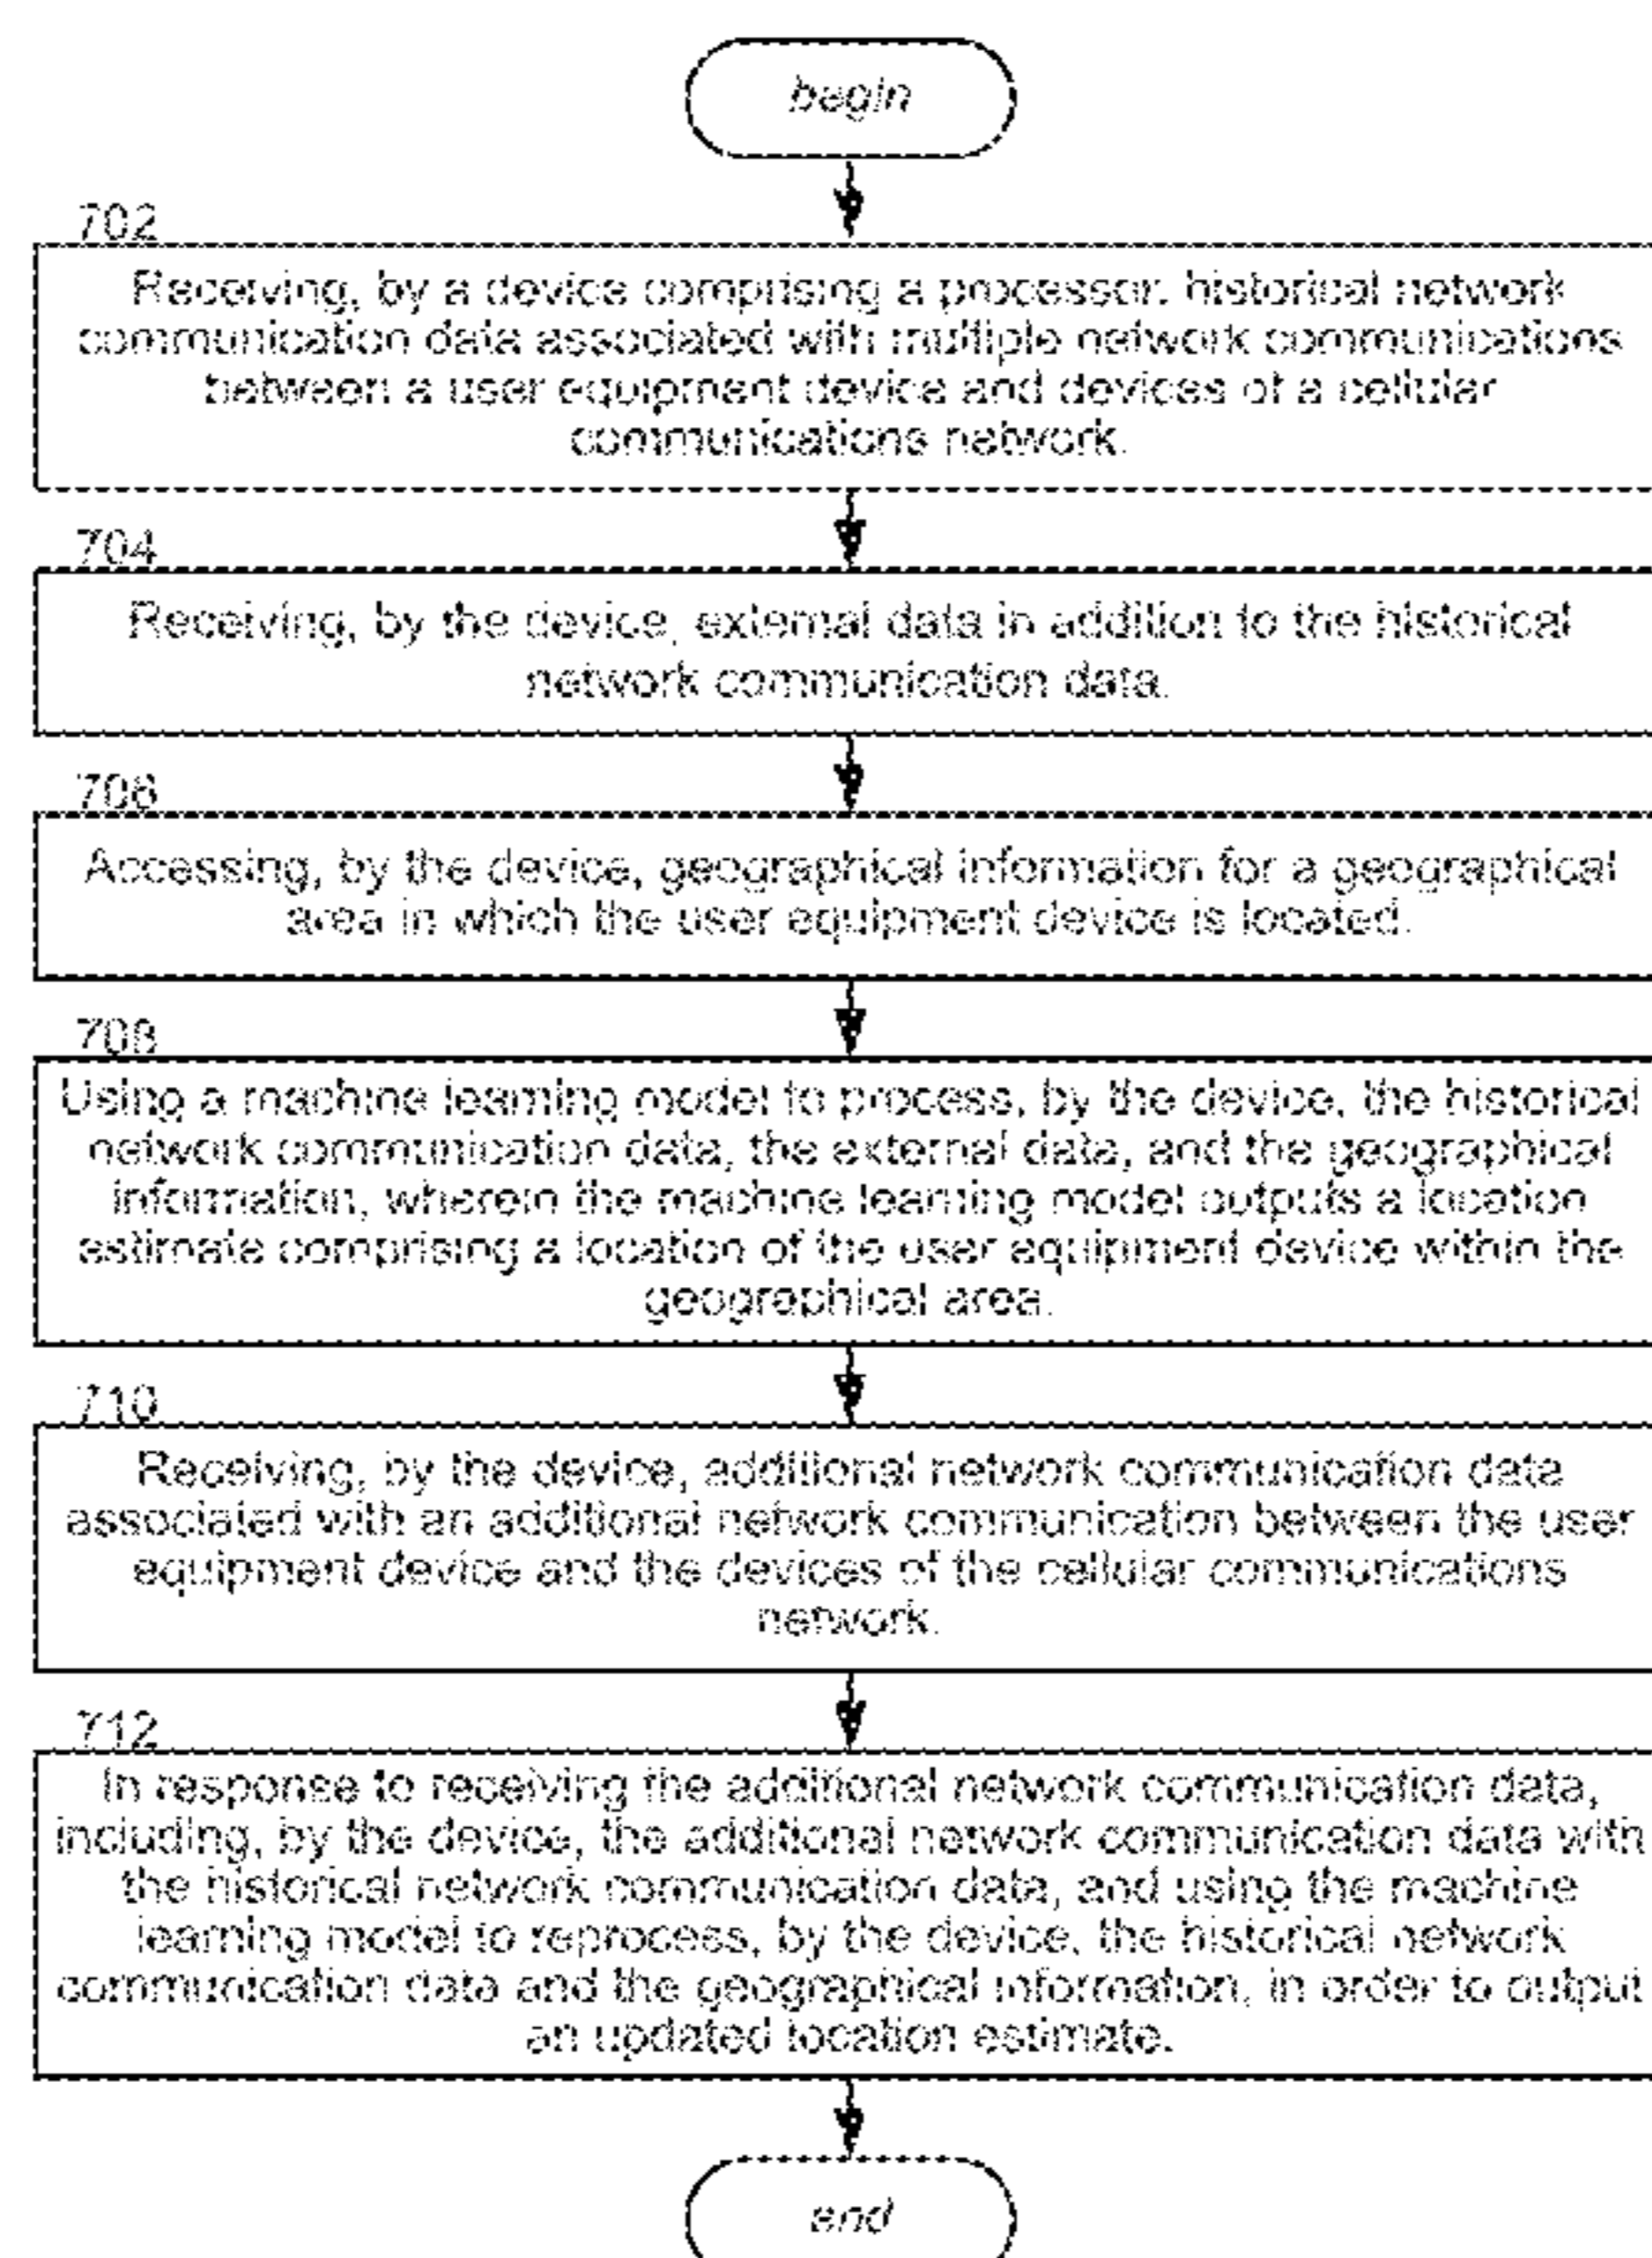 begin
702
Receiving, by a device comprising a processor, historical network
communication data associated with multiple network communications
between a user equipment device and devices of a cellular
communications network.
704
Receiving, by the device, external data in addition to the historical
network communication data.
706
Accessing, by the device, geographical information for a geographical
area in which the user equipment device is located.
708
Using a machine learning model to process, by the device, the historical
network communication data, the external data, and the geographical
information, wherein the machine learning model outputs a location
estimate comprising a location of the user equipment device within the
geographical area.
710
Receiving, by the device, additional network communication data
associated with an additional network communication between the user
equipment device and the devices of the cellular communications
network.
712
In response to receiving the additional network communication data,
including, by the device, the additional network communication data with
the historical network communication data, and using the machine
learning model to reprocess, by the device, the historical network
communication data and the geographical information, in order to output
an updated location estimate.
end